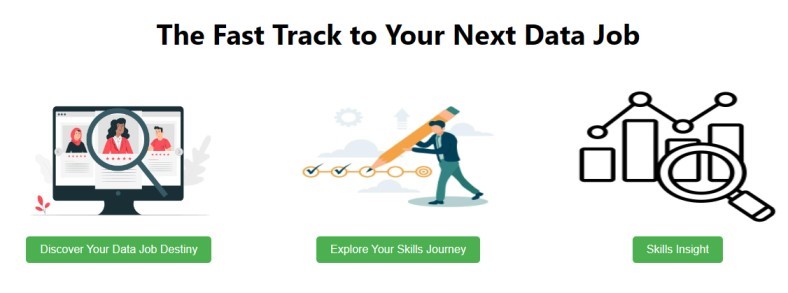 The Fast Track to Your Next Data Job
Discover Your Data Job Destiny
Explore Your Skills Journey
Skills Insight